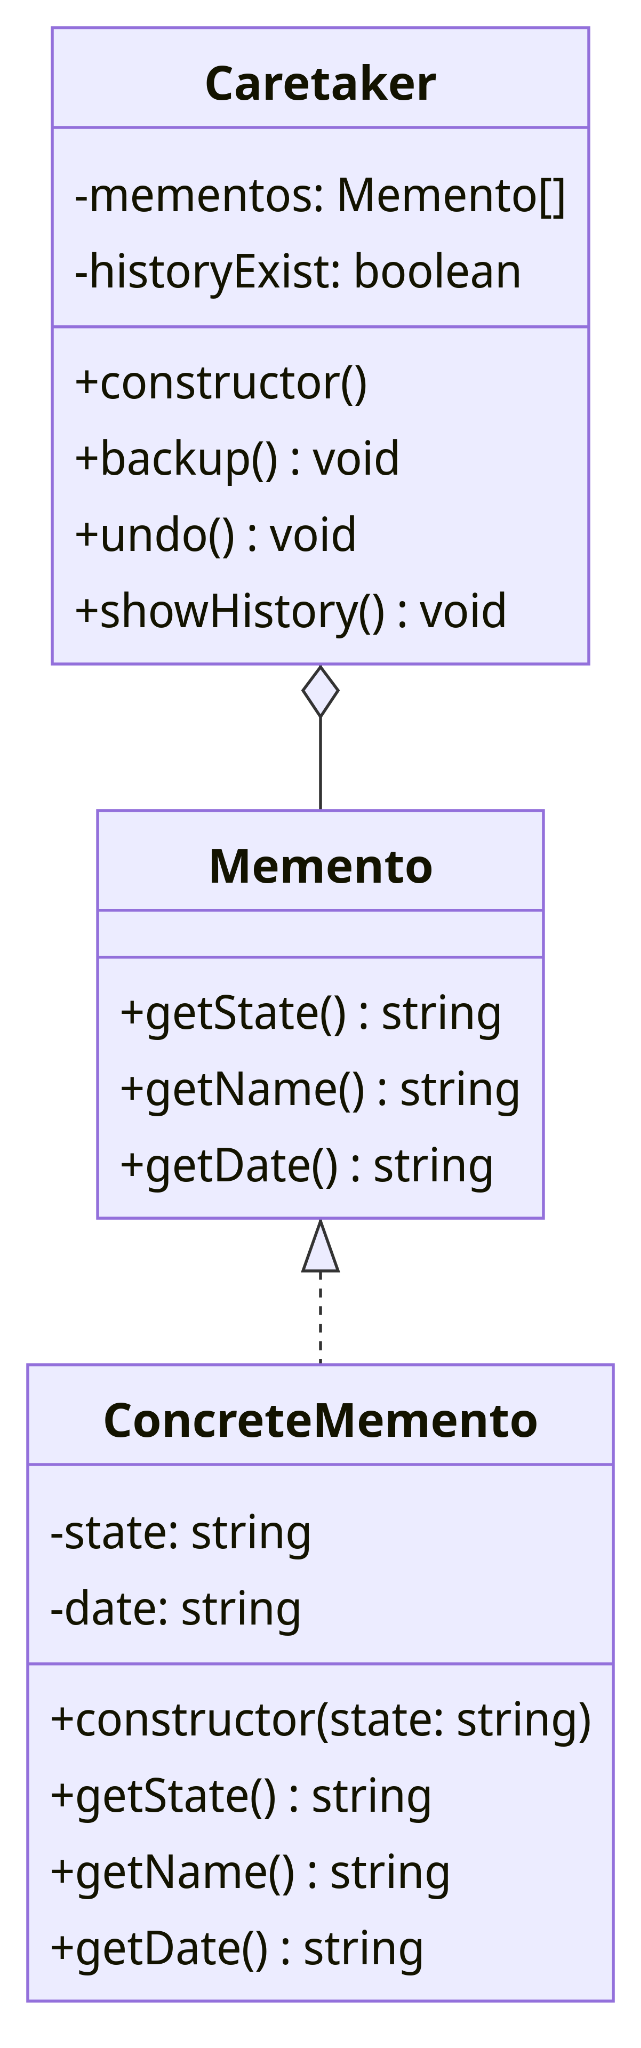 Caretaker
-mementos: Memento[]
-historyExist: boolean
+constructor()
+backup() : void
+undo() : void
+showHistory() : void
Memento
+getState() : string
+getName() : string
+getDate() : string
ConcreteMemento
-state: string
-date: string
+constructor(state: string)
+getState() : string
+getName() : string
+getDate() : string